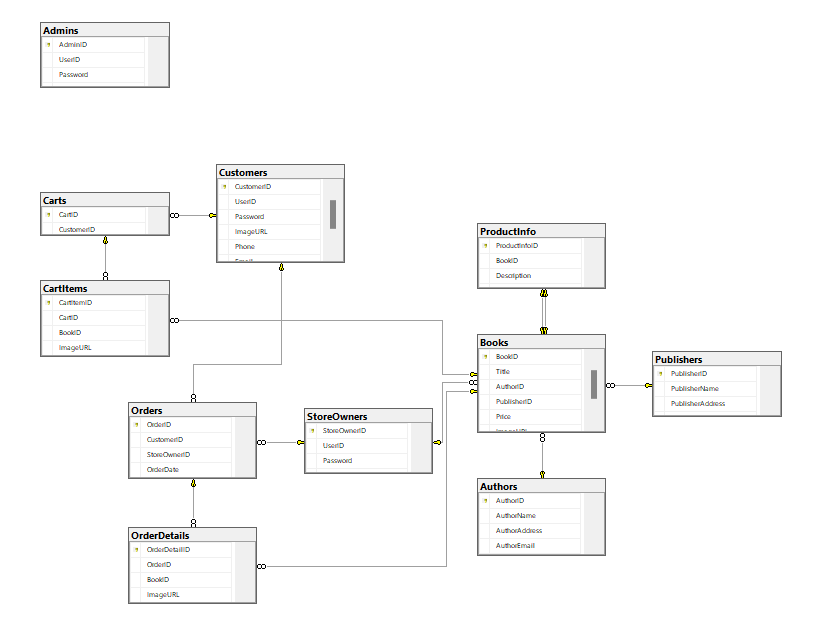 Admins
AdminID
UserID
Password
Customers
CustomerID
UserID
Password
ImageURL
Phone
Email
Carts
CartID
CustomerID
CartItems
CartItemID
CartID
BookID
ImageURL
ProductInfo
ProductInfoID
BookID
Description
Books
BookID
Title
AuthorID
PublisherID
Price
ImageURL
Publishers
PublisherID
PublisherName
PublisherAddress
Orders
OrderID
CustomerID
StoreOwnerID
OrderDate
StoreOwners
StoreOwnerID
UserID
Password
Authors
AuthorID
AuthorName
AuthorAddress
AuthorEmail
OrderDetails
OrderDetailID
OrderID
BookID
ImageURL